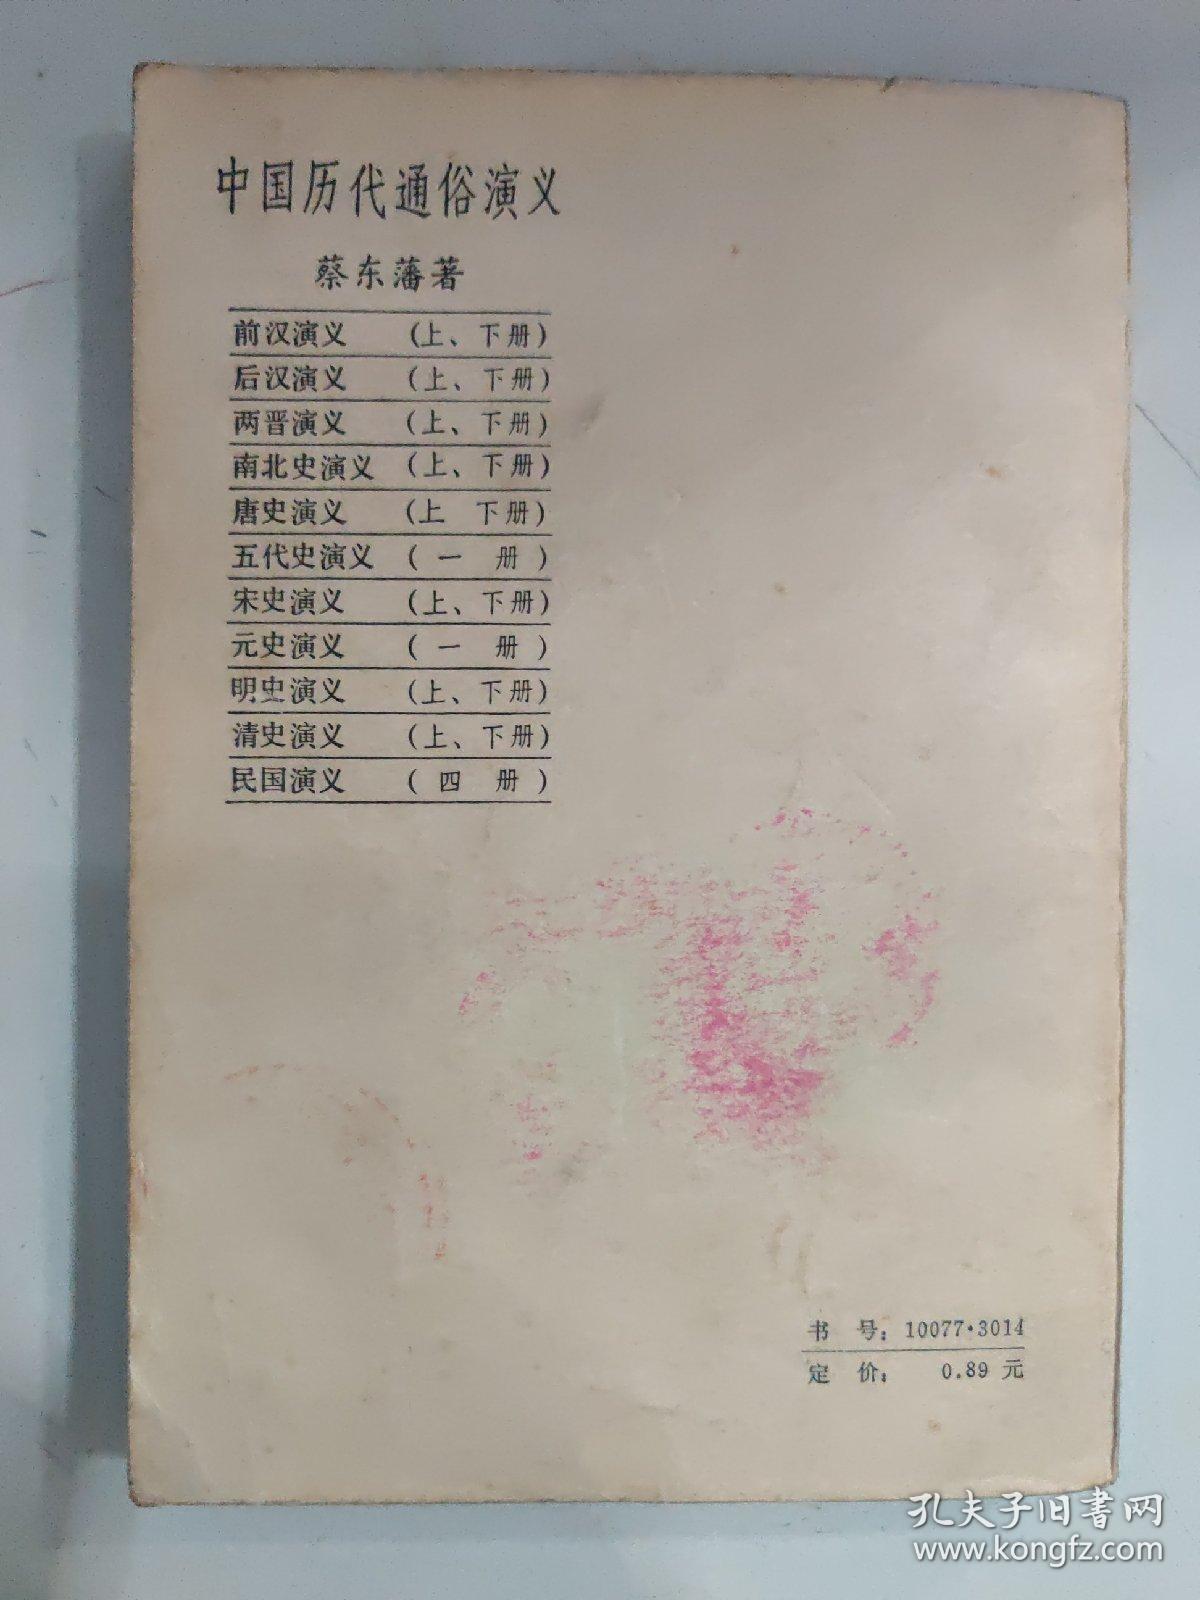 中国历代通俗演义
蔡东藩著
前汉演义 (上、下册)
后汉演义 (上、下册)
两晋演义 (上、下册)
南北史演义 (上、下册)
唐史演义 (上 下册)
五代史演义 (一 册)
宋史演义 (上、下册)
元史演义 (一 册)
明史演义 (上、下册)
清史演义 (上、下册)
民国演义 (四 册)
书 号: 10077·3014
定 价: 0.89 元
孔夫子旧书网
www.kongfz.com